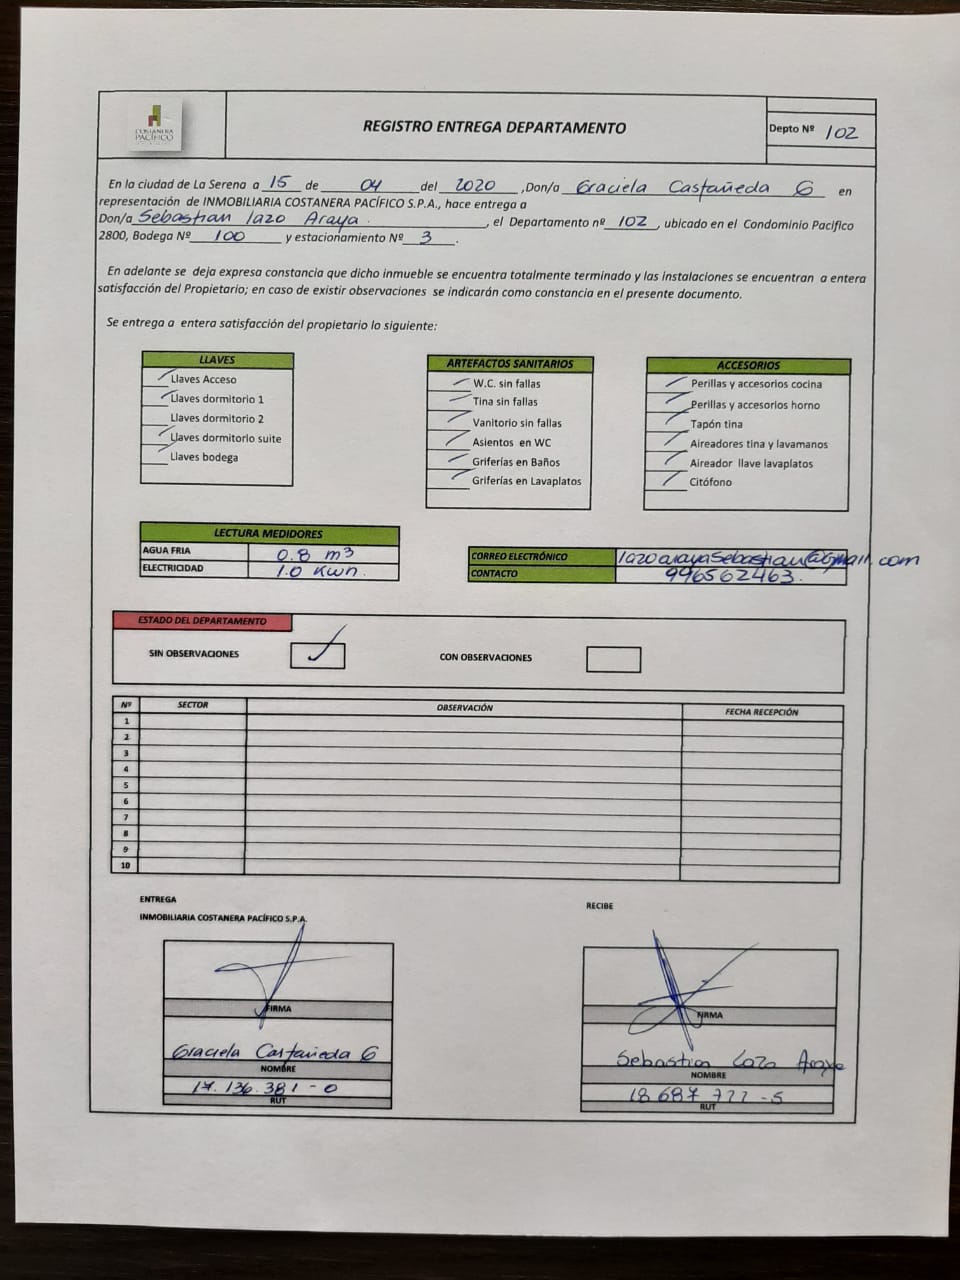 COSTANERA
PACÍFICO
REGISTRO ENTREGA DEPARTAMENTO
Depto Nº 102
En la ciudad de La Serena a 15 de 04 del 2020 ,Don/a Graciela Castañeda G en
representación de INMOBILIARIA COSTANERA PACÍFICO S.P.A., hace entrega a
Don/a Sebastian lazo Araya. , el Departamento nº 102 , ubicado en el Condominio Pacifico
2800, Bodega Nº 100 y estacionamiento Nº 3 .
En adelante se deja expresa constancia que dicho inmueble se encuentra totalmente terminado y las instalaciones se encuentran a entera
satisfacción del Propietario; en caso de existir observaciones se indicarán como constancia en el presente documento.
Se entrega a entera satisfacción del propietario lo siguiente:
LLAVES
Llaves Acceso
Llaves dormitorio 1
Llaves dormitorio 2
Llaves dormitorio suite
Llaves bodega
ARTEFACTOS SANITARIOS
W.C. sin fallas
Tina sin fallas
Vanitorio sin fallas
Asientos en WC
Griferías en Baños
Griferías en Lavaplatos
ACCESORIOS
Perillas y accesorios cocina
Perillas y accesorios horno
Tapón tina
Aireadores tina y lavamanos
Aireador llave lavaplatos
Citófono
LECTURA MEDIDORES
AGUA FRIA 0.8 m3
ELECTRICIDAD 1.0 Kwn.
CORREO ELECTRÓNICO lazoarayaSebastian@gmail.com
CONTACTO 996562463.
ESTADO DEL DEPARTAMENTO
SIN OBSERVACIONES
CON OBSERVACIONES
Nº SECTOR OBSERVACIÓN FECHA RECEPCIÓN
1
2
3
4
5
6
7
8
9
10
ENTREGA
INMOBILIARIA COSTANERA PACÍFICO S.P.A.
FIRMA
Graciela Castañeda G
NOMBRE
17.136.381-0
RUT
RECIBE
FIRMA
Sebastian Lazo Araya
NOMBRE
18 687 777 -5
RUT